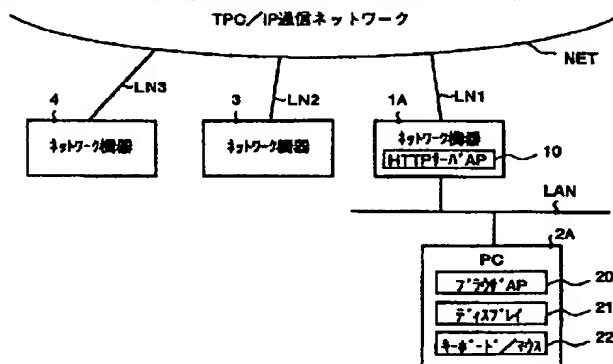 TPC/IP通信ネットワーク
NET
4
LN3
3
LN2
1A
LN1
ネットワーク機器
ネットワーク機器
ネットワーク機器
HTTPサーバAP
10
LAN
2A
PC
ブラウザAP
20
ディスプレイ
21
キーボード/マウス
22